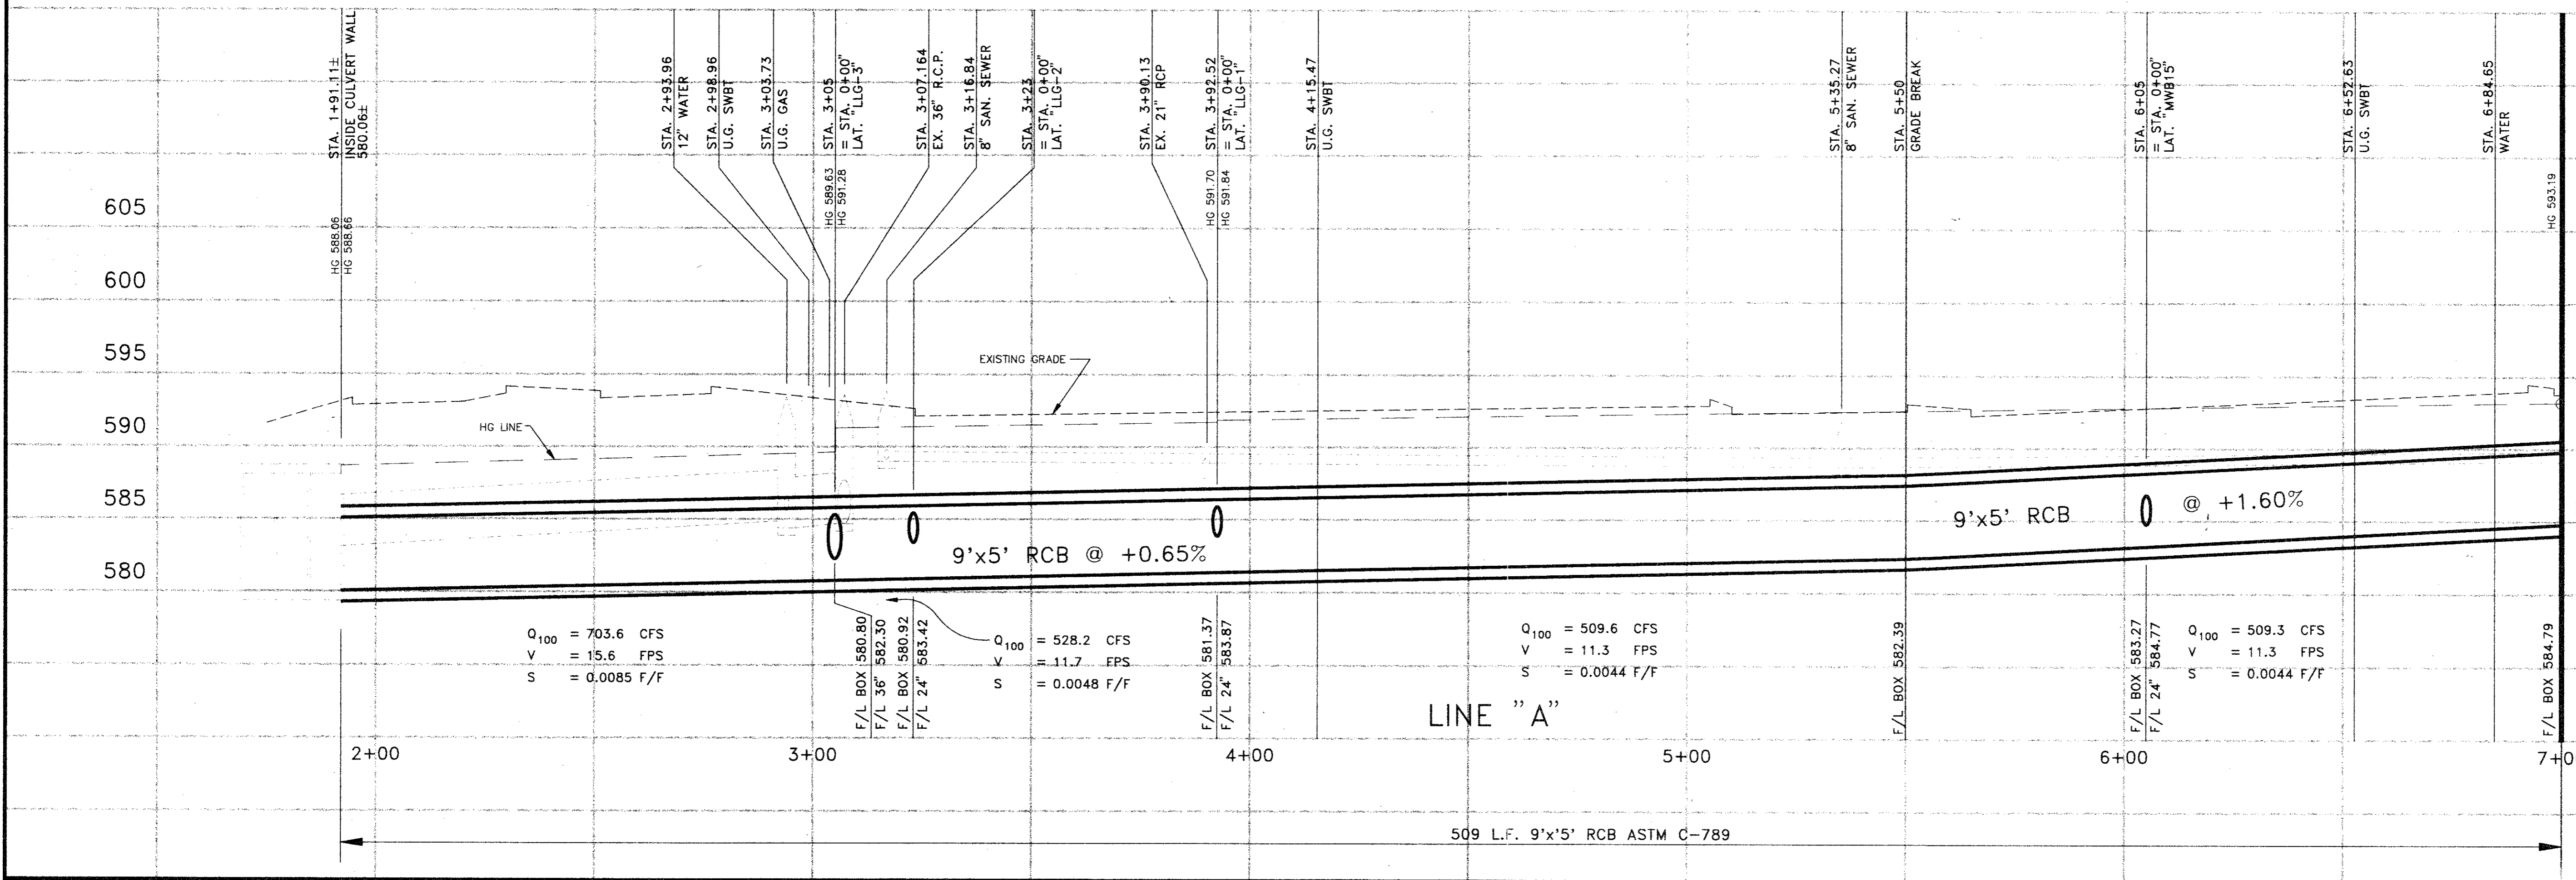 STA. 1+91.11±
INSIDE CULVERT WALL
580.06±
STA. 2+93.96
12" WATER
STA. 2+98.96
U.G. SWBT
STA. 3+03.73
U.G. GAS
STA. 3+05
= STA. 0+00"
LAT. "LLG-3"
STA. 3+07.164
EX. 36" R.C.P.
STA. 3+16.84
8" SAN. SEWER
STA. 3+23
= STA. 0+00"
LAT. "LLG-2"
STA. 3+90.13
EX. 21" RCP
STA. 3+92.52
= STA. 0+00"
LAT. "LLG-1"
STA. 4+15.47
U.G. SWBT
STA. 5+35.27
8" SAN. SEWER
STA. 5+50
GRADE BREAK
STA. 6+05
= STA. 0+00"
LAT. "MWB15"
STA. 6+52.63
U.G. SWBT
STA. 6+84.65
WATER
HG 588.06
HG 588.66
HG 589.63
HG 591.28
HG 591.70
HG 591.84
HG 593.19
605
600
595
590
585
580
EXISTING GRADE
HG LINE
9'x5' RCB @ +0.65%
9'x5' RCB @ +1.60%
Q100 = 703.6 CFS
V = 15.6 FPS
S = 0.0085 F/F
F/L BOX 580.80
F/L 36" 582.30
F/L BOX 580.92
F/L 24" 583.42
Q100 = 528.2 CFS
V = 11.7 FPS
S = 0.0048 F/F
F/L BOX 581.37
F/L 24" 583.87
Q100 = 509.6 CFS
V = 11.3 FPS
S = 0.0044 F/F
F/L BOX 582.39
F/L BOX 583.27
F/L 24" 584.77
Q100 = 509.3 CFS
V = 11.3 FPS
S = 0.0044 F/F
F/L BOX 584.79
LINE "A"
2+00 3+00 4+00 5+00 6+00 7+0
509 L.F. 9'x'5' RCB ASTM C-789